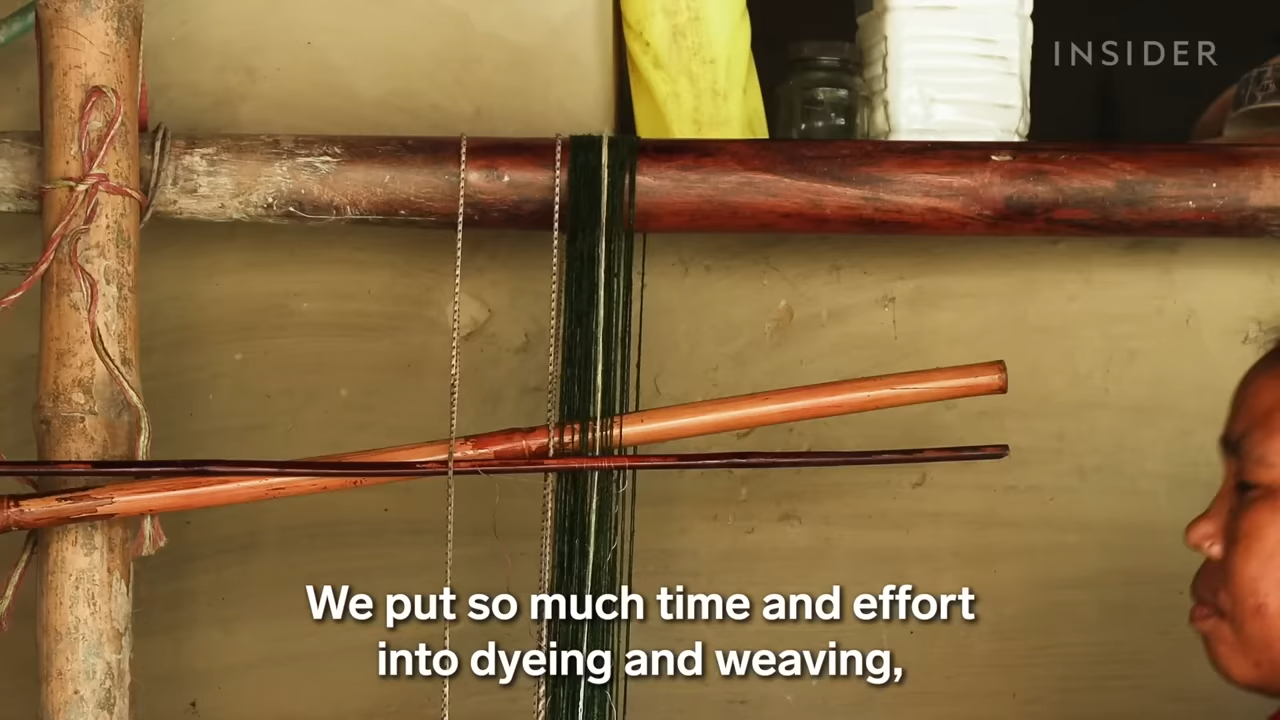 INSIDER
We put so much time and effort
into dyeing and weaving,